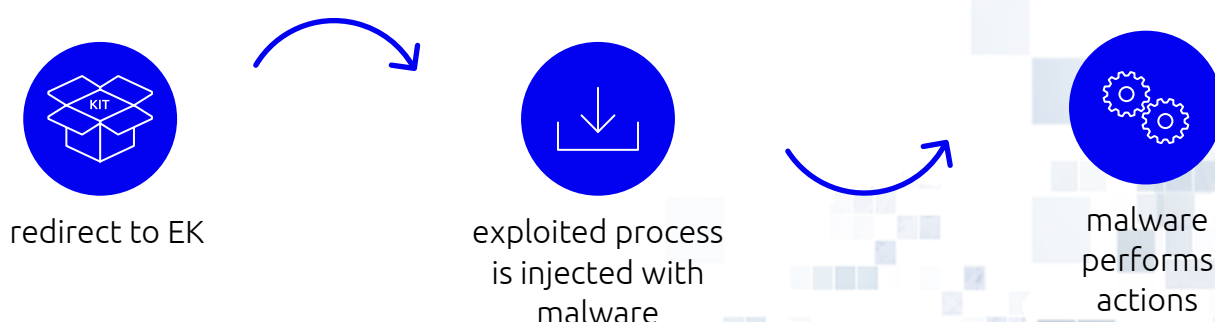 KIT
redirect to EK
exploited process
is injected with
malware
malware
performs
actions